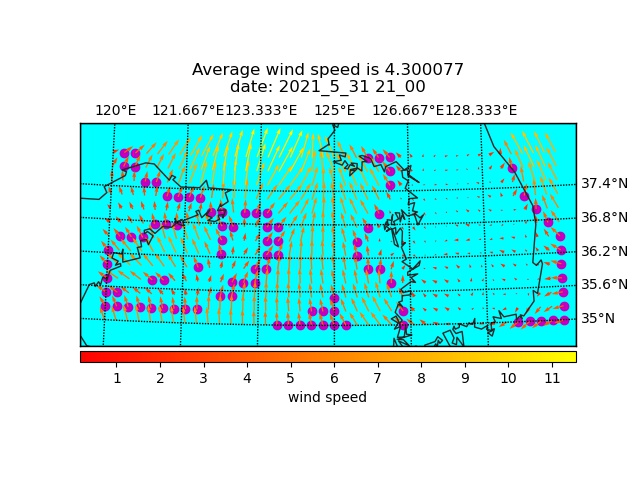 Average wind speed is 4.300077
date: 2021_5_31 21_00
120°E 121.667°E 123.333°E 125°E 126.667°E 128.333°E
37.4°N
36.8°N
36.2°N
35.6°N
35°N
1 2 3 4 5 6 7 8 9 10 11
wind speed